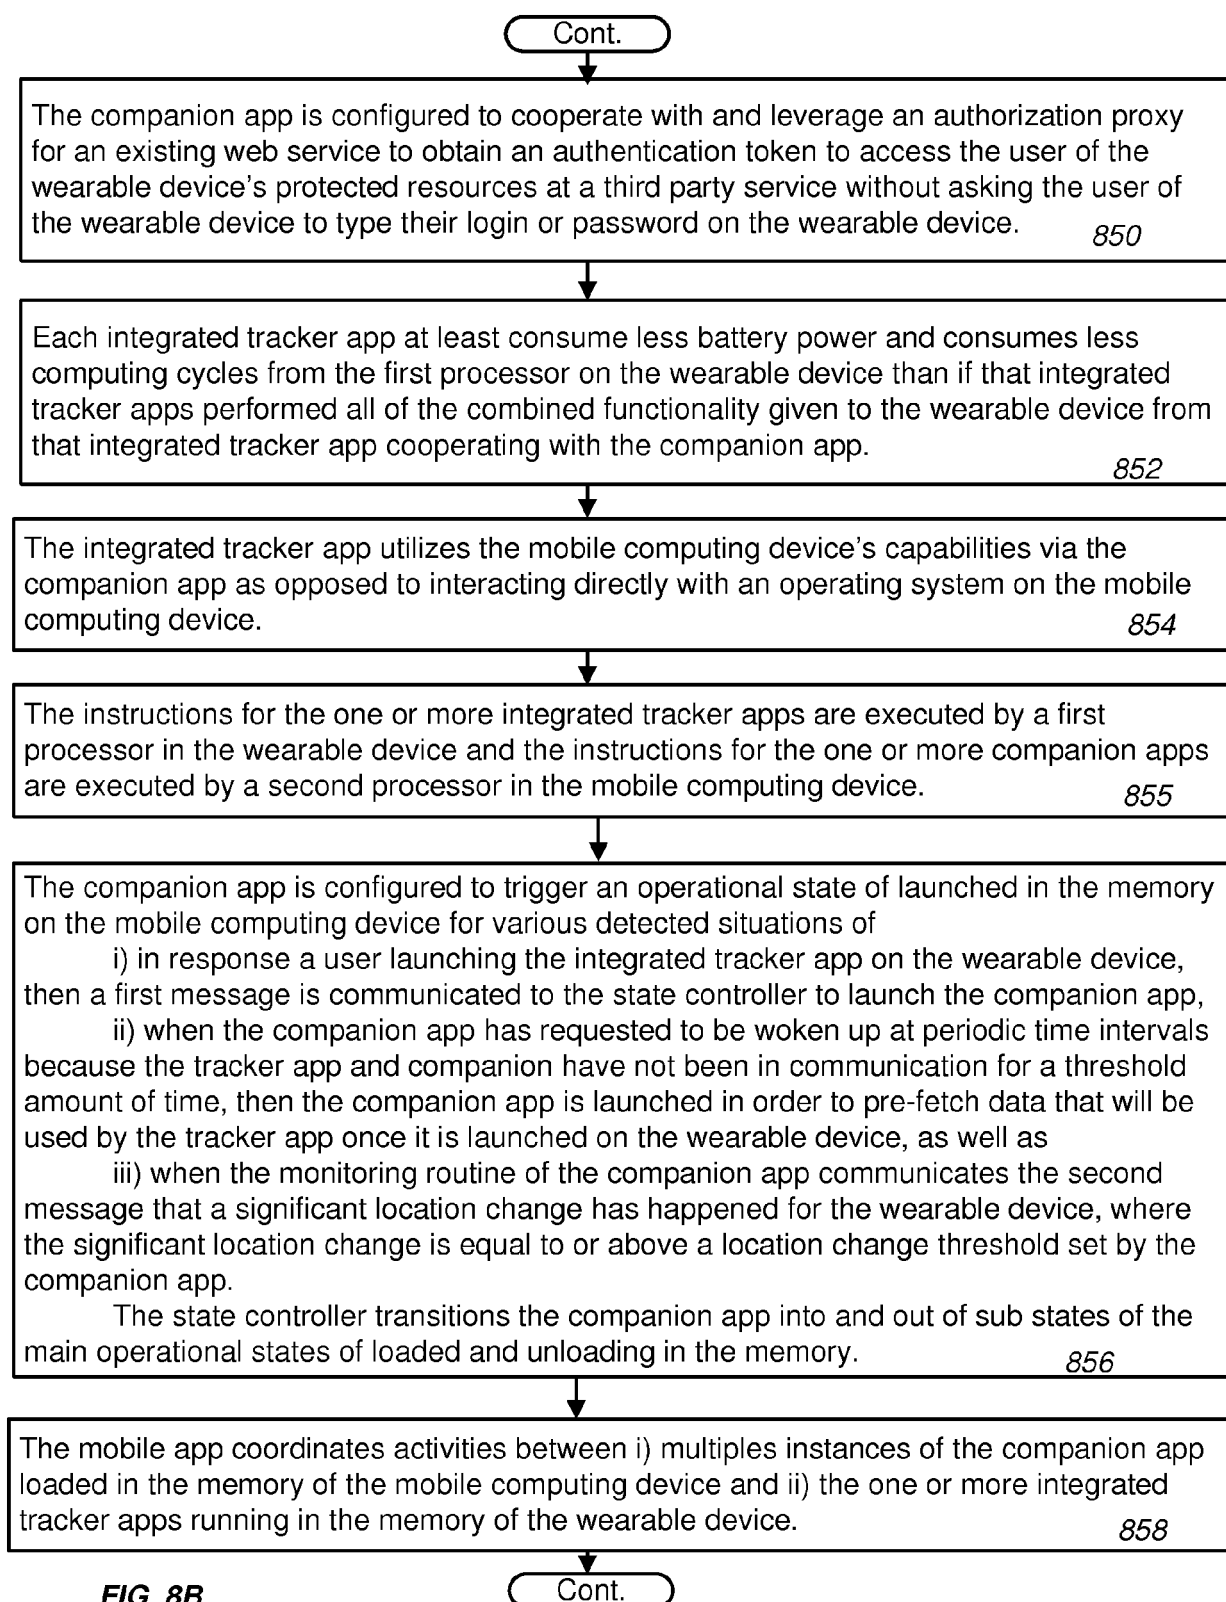 Cont.
The companion app is configured to cooperate with and leverage an authorization proxy
for an existing web service to obtain an authentication token to access the user of the
wearable device's protected resources at a third party service without asking the user of
the wearable device to type their login or password on the wearable device.
850
Each integrated tracker app at least consume less battery power and consumes less
computing cycles from the first processor on the wearable device than if that integrated
tracker apps performed all of the combined functionality given to the wearable device from
that integrated tracker app cooperating with the companion app.
852
The integrated tracker app utilizes the mobile computing device's capabilities via the
companion app as opposed to interacting directly with an operating system on the mobile
computing device.
854
The instructions for the one or more integrated tracker apps are executed by a first
processor in the wearable device and the instructions for the one or more companion apps
are executed by a second processor in the mobile computing device.
855
The companion app is configured to trigger an operational state of launched in the memory
on the mobile computing device for various detected situations of
i) in response a user launching the integrated tracker app on the wearable device,
then a first message is communicated to the state controller to launch the companion app,
ii) when the companion app has requested to be woken up at periodic time intervals
because the tracker app and companion have not been in communication for a threshold
amount of time, then the companion app is launched in order to pre-fetch data that will be
used by the tracker app once it is launched on the wearable device, as well as
iii) when the monitoring routine of the companion app communicates the second
message that a significant location change has happened for the wearable device, where
the significant location change is equal to or above a location change threshold set by the
companion app.
The state controller transitions the companion app into and out of sub states of the
main operational states of loaded and unloading in the memory.
856
The mobile app coordinates activities between i) multiples instances of the companion app
loaded in the memory of the mobile computing device and ii) the one or more integrated
tracker apps running in the memory of the wearable device.
858
FIG. 8B
Cont.